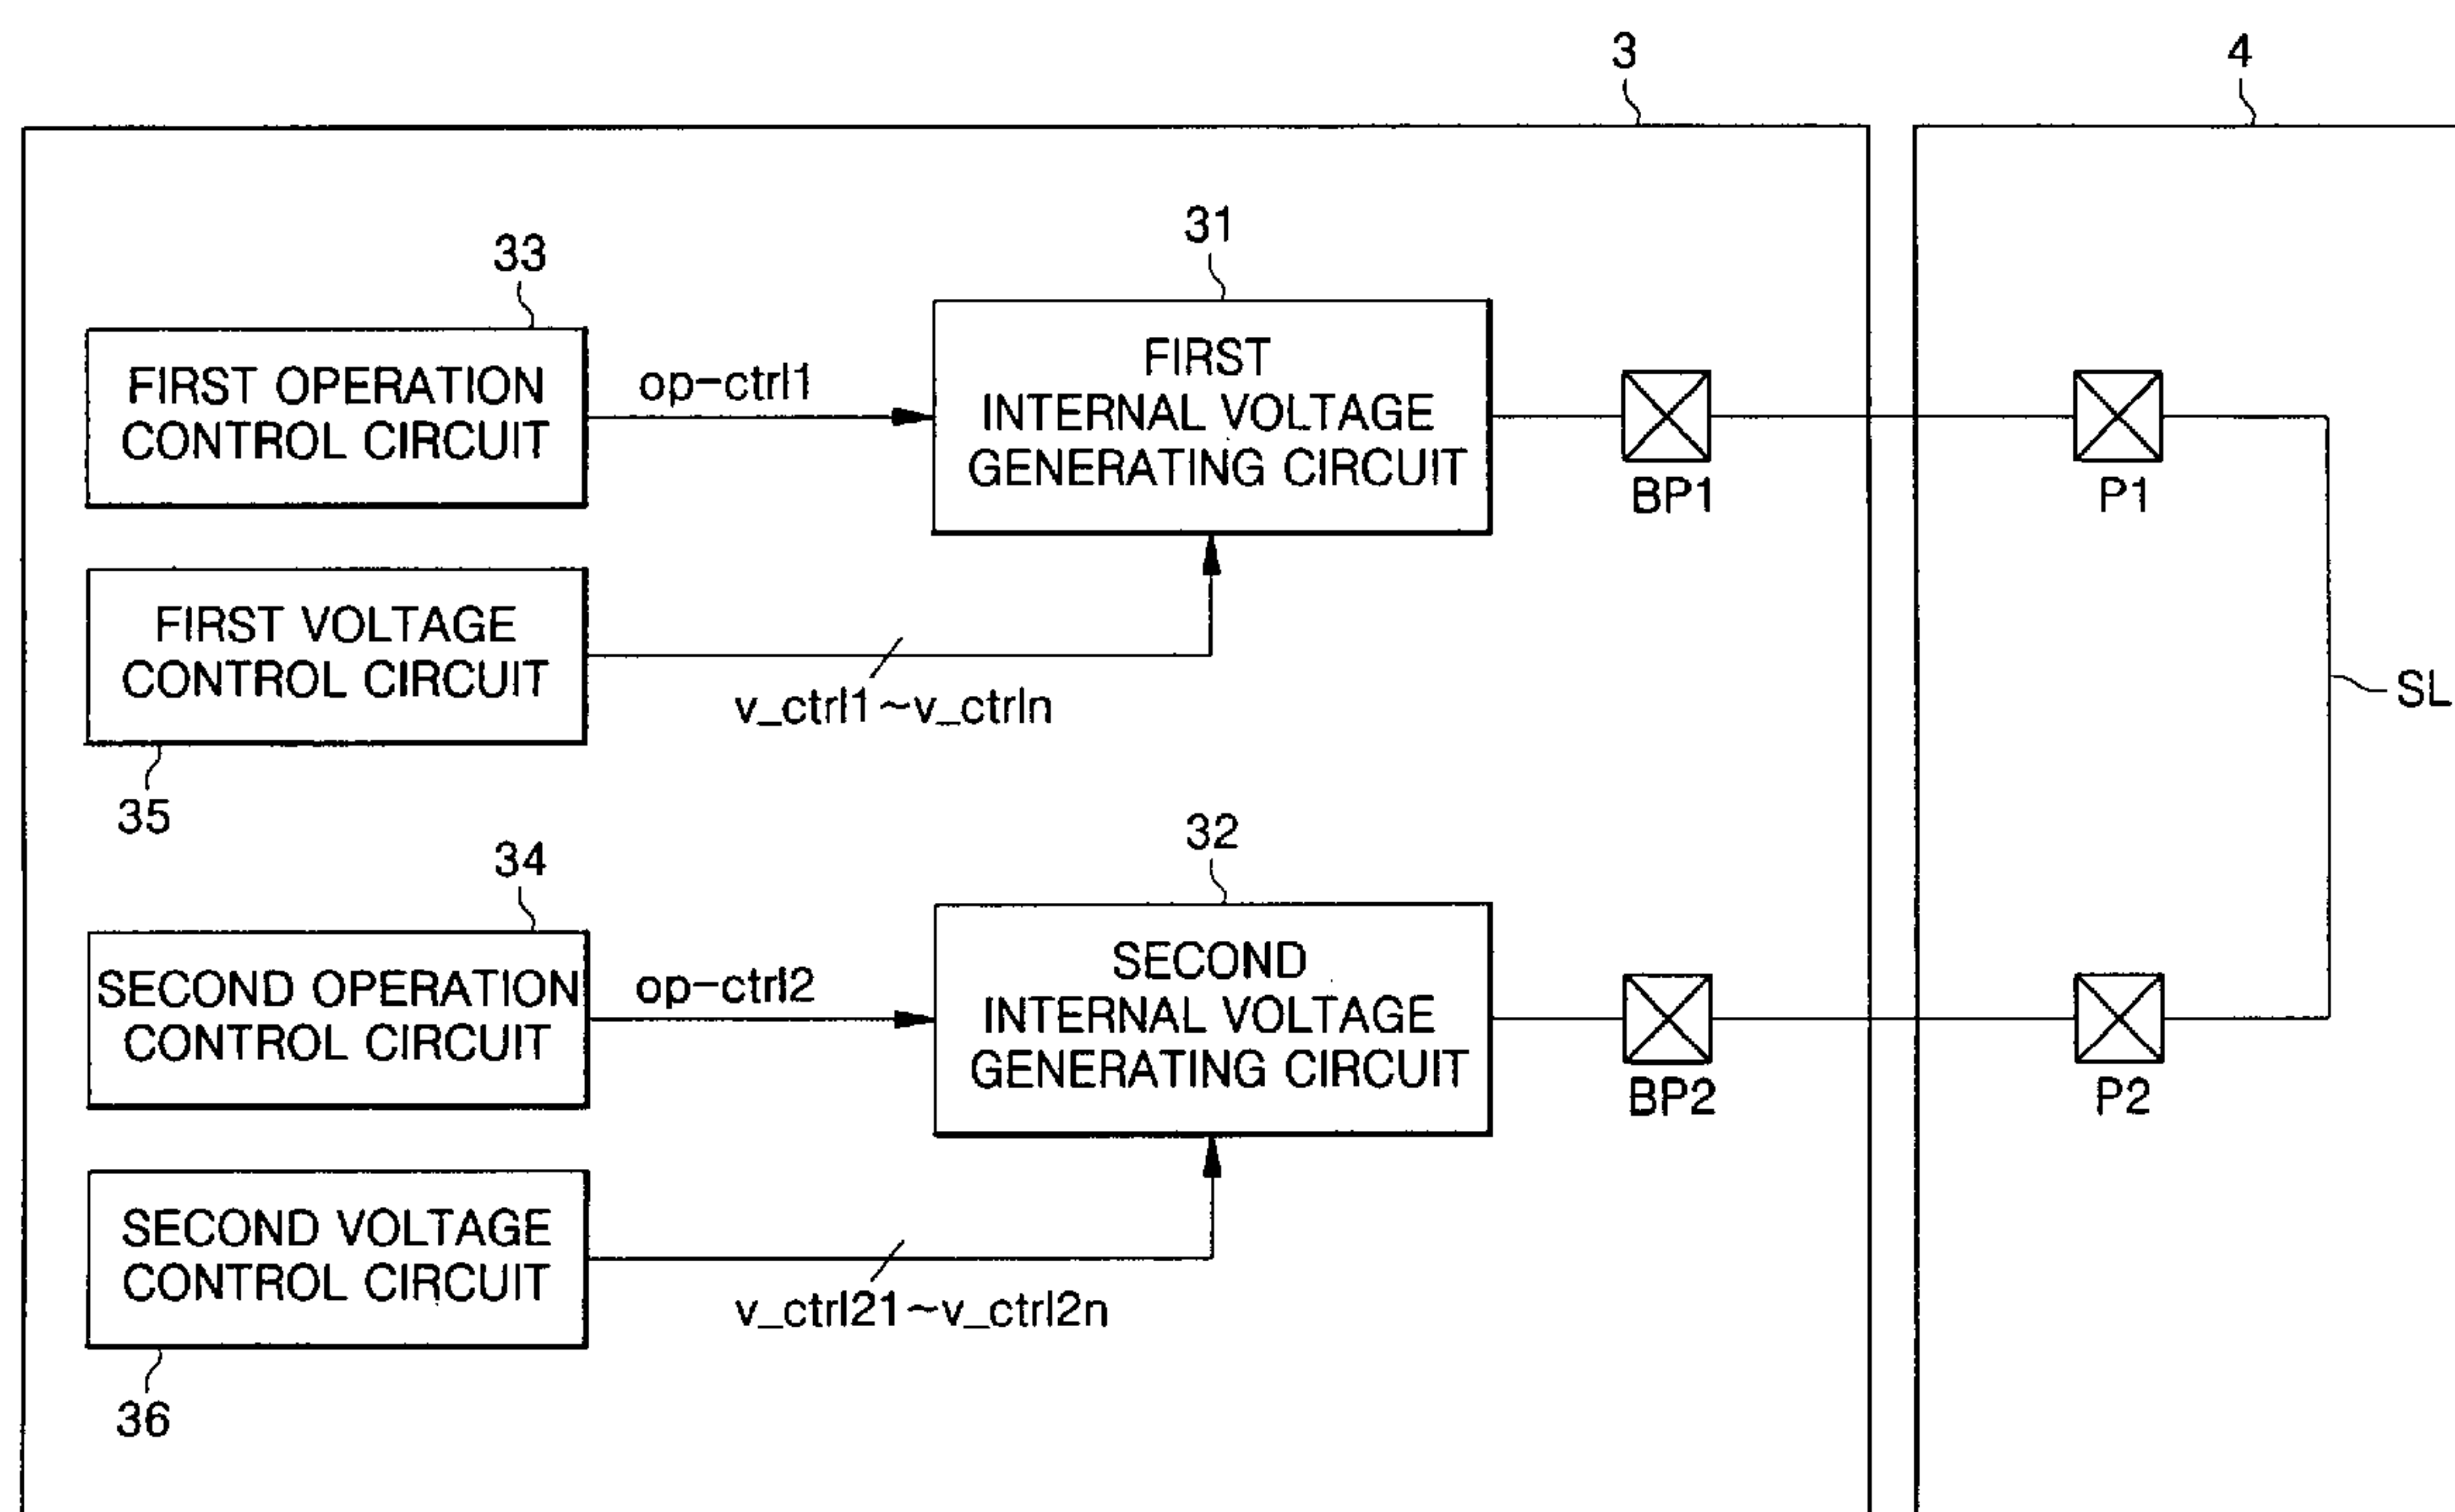 3
4
33
FIRST OPERATION
CONTROL CIRCUIT
op-ctrl1
31
FIRST
INTERNAL VOLTAGE
GENERATING CIRCUIT
BP1
P1
FIRST VOLTAGE
CONTROL CIRCUIT
v_ctrl1~v_ctrln
35
SL
34
SECOND OPERATION
CONTROL CIRCUIT
op-ctrl2
32
SECOND
INTERNAL VOLTAGE
GENERATING CIRCUIT
BP2
P2
SECOND VOLTAGE
CONTROL CIRCUIT
v_ctrl21~v_ctrl2n
36